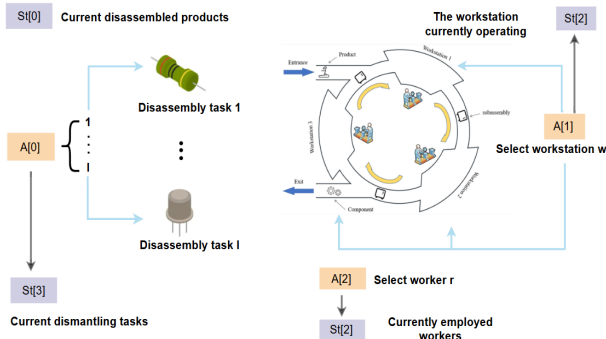 St[0]
Current disassembled products
Disassembly task 1
A[0]
1
Disassembly task I
St[3]
Current dismantling tasks
The workstation
currently operating
St[2]
Product
Entrance
Workstation 1
subassembly
Workstation 3
A[1]
Select workstation w
Exit
Workstation 2
Component
A[2]
Select worker r
St[2]
Currently employed
workers